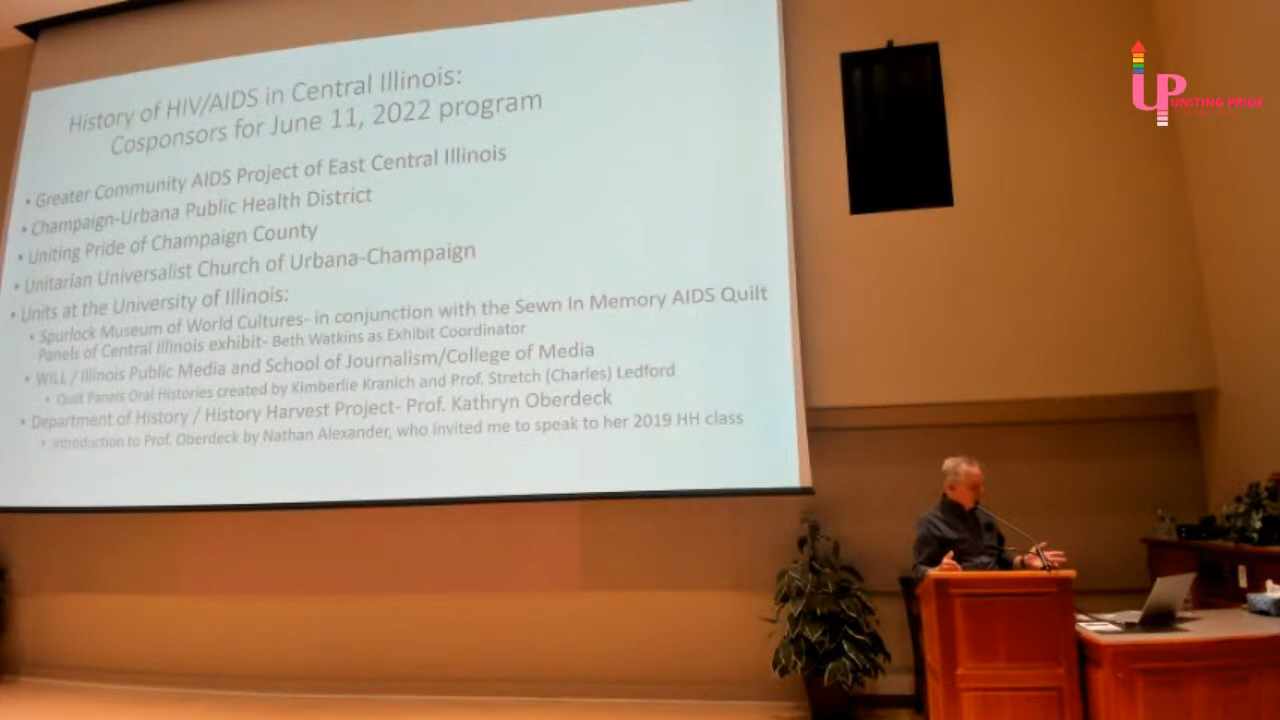 History of HIV/AIDS in Central Illinois:
Cosponsors for June 11, 2022 program
• Greater Community AIDS Project of East Central Illinois
• Champaign-Urbana Public Health District
• Uniting Pride of Champaign County
• Unitarian Universalist Church of Urbana-Champaign
• Units at the University of Illinois:
• Spurlock Museum of World Cultures- in conjunction with the Sewn In Memory AIDS Quilt
Panels of Central Illinois exhibit- Beth Watkins as Exhibit Coordinator
• WILL / Illinois Public Media and School of Journalism/College of Media
• Quilt Panels Oral Histories created by Kimberlie Kranich and Prof. Stretch (Charles) Ledford
• Department of History / History Harvest Project- Prof. Kathryn Oberdeck
• Introduction to Prof. Oberdeck by Nathan Alexander, who invited me to speak to her 2019 HH class
UP
UNITING PRIDE